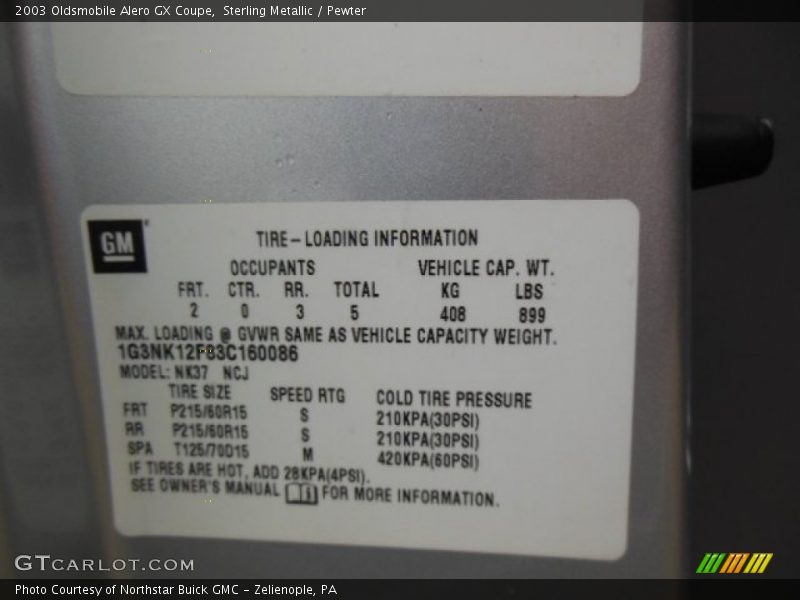 2003 Oldsmobile Alero GX Coupe, Sterling Metallic / Pewter
GM
TIRE-LOADING INFORMATION
OCCUPANTS VEHICLE CAP. WT.
FRT. CTR. RR. TOTAL KG LBS
2 0 3 5 408 899
MAX. LOADING @ GVWR SAME AS VEHICLE CAPACITY WEIGHT.
1G3NK12F83C160086
MODEL: NK37 NCJ
TIRE SIZE SPEED RTG COLD TIRE PRESSURE
FRT P215/60R15 S 210KPA(30PSI)
RR P215/60R15 S 210KPA(30PSI)
SPA T125/70D15 M 420KPA(60PSI)
IF TIRES ARE HOT, ADD 28KPA(4PSI).
SEE OWNER'S MANUAL FOR MORE INFORMATION.
GTCARLOT.COM
Photo Courtesy of Northstar Buick GMC - Zelienople, PA